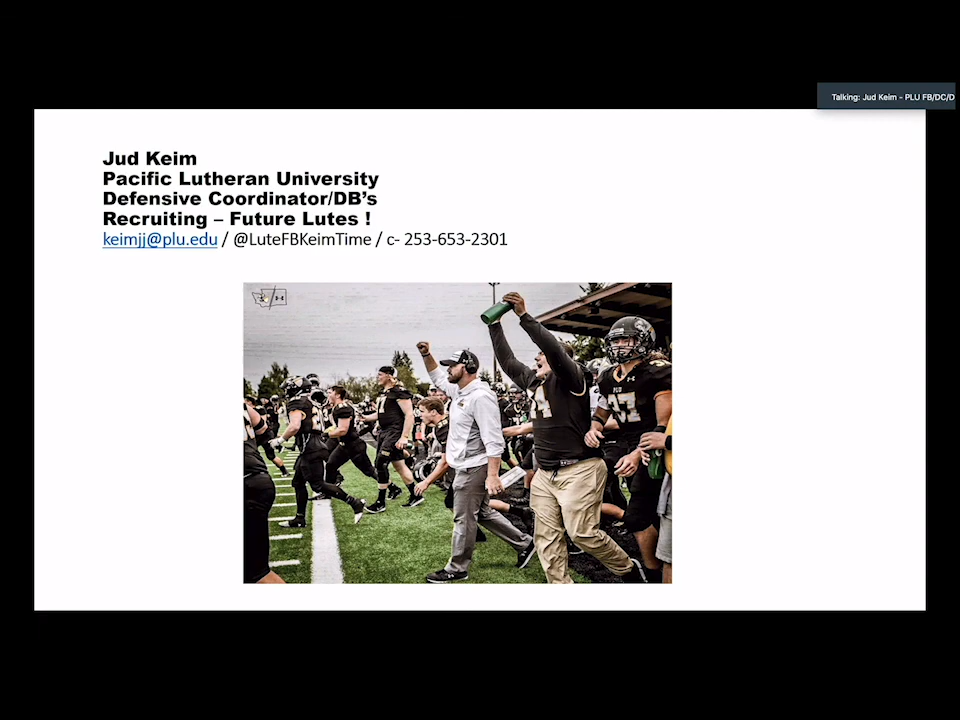 Talking: Jud Keim - PLU FB/DC/D
Jud Keim
Pacific Lutheran University
Defensive Coordinator/DB's
Recruiting – Future Lutes !
keimjj@plu.edu / @LuteFBKeimTime / c- 253-653-2301
PLU